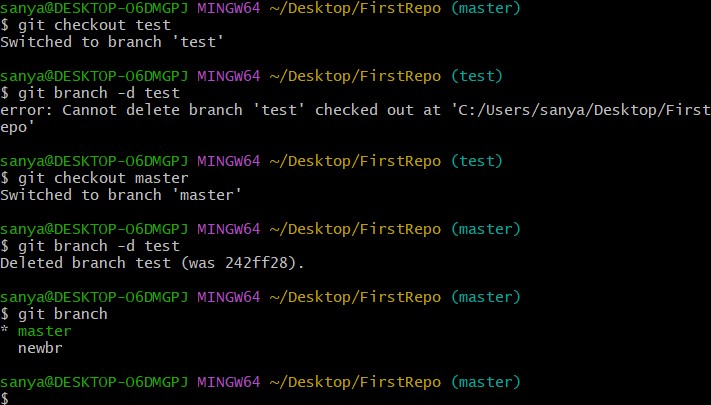 sanya@DESKTOP-O6DMGPJ MINGW64 ~/Desktop/FirstRepo (master)
$ git checkout test
Switched to branch 'test'
sanya@DESKTOP-O6DMGPJ MINGW64 ~/Desktop/FirstRepo (test)
$ git branch -d test
error: Cannot delete branch 'test' checked out at 'C:/Users/sanya/Desktop/First
epo'
sanya@DESKTOP-O6DMGPJ MINGW64 ~/Desktop/FirstRepo (test)
$ git checkout master
Switched to branch 'master'
sanya@DESKTOP-O6DMGPJ MINGW64 ~/Desktop/FirstRepo (master)
$ git branch -d test
Deleted branch test (was 242ff28).
sanya@DESKTOP-O6DMGPJ MINGW64 ~/Desktop/FirstRepo (master)
$ git branch
* master
newbr
sanya@DESKTOP-O6DMGPJ MINGW64 ~/Desktop/FirstRepo (master)
$